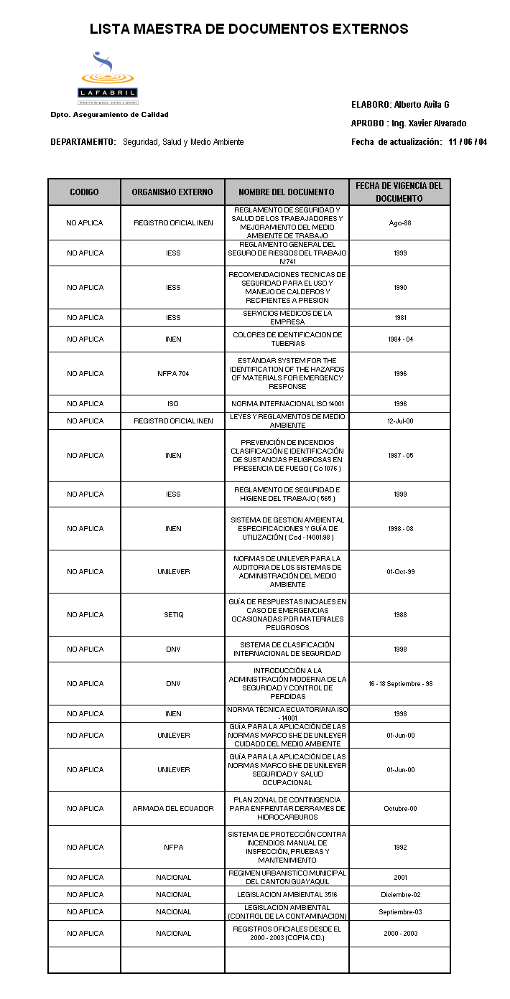 LISTA MAESTRA DE DOCUMENTOS EXTERNOS
LAFABRIL
Industria de grasas, aceites y jabones
Dpto. Aseguramiento de Calidad
ELABORO: Alberto Avila G
APROBO : Ing. Xavier Alvarado
DEPARTAMENTO: Seguridad, Salud y Medio Ambiente
Fecha de actualización: 11 / 06 / 04
CODIGO
ORGANISMO EXTERNO
NOMBRE DEL DOCUMENTO
FECHA DE VIGENCIA DEL
DOCUMENTO
NO APLICA
REGISTRO OFICIAL INEN
REGLAMENTO DE SEGURIDAD Y
SALUD DE LOS TRABAJADORES Y
MEJORAMIENTO DEL MEDIO
AMBIENTE DE TRABAJO
Ago-88
NO APLICA
IESS
REGLAMENTO GENERAL DEL
SEGURO DE RIESGOS DEL TRABAJO
N°741
1999
NO APLICA
IESS
RECOMENDACIONES TECNICAS DE
SEGURIDAD PARA EL USO Y
MANEJO DE CALDEROS Y
RECIPIENTES A PRESION
1990
NO APLICA
IESS
SERVICIOS MEDICOS DE LA
EMPRESA
1981
NO APLICA
INEN
COLORES DE IDENTIFICACION DE
TUBERIAS
1984 - 04
NO APLICA
NFPA 704
ESTÁNDAR SYSTEM FOR THE
IDENTIFICATION OF THE HAZARDS
OF MATERIALS FOR EMERGENCY
RESPONSE
1996
NO APLICA
ISO
NORMA INTERNACIONAL ISO 14001
1996
NO APLICA
REGISTRO OFICIAL INEN
LEYES Y REGLAMENTOS DE MEDIO
AMBIENTE
12-Jul-00
NO APLICA
INEN
PREVENCIÓN DE INCENDIOS
CLASIFICACIÓN E IDENTIFICACIÓN
DE SUSTANCIAS PELIGROSAS EN
PRESENCIA DE FUEGO ( Co 1076 )
1987 - 05
NO APLICA
IESS
REGLAMENTO DE SEGURIDAD E
HIGIENE DEL TRABAJO ( 565 )
1999
NO APLICA
INEN
SISTEMA DE GESTION AMBIENTAL
ESPECIFICACIONES Y GUÍA DE
UTILIZACIÓN ( Cod - 14001:98 )
1998 - 08
NO APLICA
UNILEVER
NORMAS DE UNILEVER PARA LA
AUDITORIA DE LOS SISTEMAS DE
ADMINISTRACIÓN DEL MEDIO
AMBIENTE
01-Oct-99
NO APLICA
SETIQ
GUÍA DE RESPUESTAS INICIALES EN
CASO DE EMERGENCIAS
OCASIONADAS POR MATERIALES
PELIGROSOS
1988
NO APLICA
DNV
SISTEMA DE CLASIFICACIÓN
INTERNACIONAL DE SEGURIDAD
1998
NO APLICA
DNV
INTRODUCCIÓN A LA
ADMINISTRACIÓN MODERNA DE LA
SEGURIDAD Y CONTROL DE
PERDIDAS
16 - 18 Septiembre - 98
NO APLICA
INEN
NORMA TÉCNICA ECUATORIANA ISO
- 14001
1998
NO APLICA
UNILEVER
GUÍA PARA LA APLICACIÓN DE LAS
NORMAS MARCO SHE DE UNILEVER
CUIDADO DEL MEDIO AMBIENTE
01-Jun-00
NO APLICA
UNILEVER
GUÍA PARA LA APLICACIÓN DE LAS
NORMAS MARCO SHE DE UNILEVER
SEGURIDAD Y SALUD
OCUPACIONAL
01-Jun-00
NO APLICA
ARMADA DEL ECUADOR
PLAN ZONAL DE CONTINGENCIA
PARA ENFRENTAR DERRAMES DE
HIDROCARBUROS
Octubre-00
NO APLICA
NFPA
SISTEMA DE PROTECCIÓN CONTRA
INCENDIOS. MANUAL DE
INSPECCIÓN, PRUEBAS Y
MANTENIMIENTO
1992
NO APLICA
NACIONAL
REGIMEN URBANISTICO MUNICIPAL
DEL CANTON GUAYAQUIL
2001
NO APLICA
NACIONAL
LEGISLACION AMBIENTAL 3516
Diciembre-02
NO APLICA
NACIONAL
LEGISLACION AMBIENTAL
(CONTROL DE LA CONTAMINACION)
Septiembre-03
NO APLICA
NACIONAL
REGISTROS OFICIALES DESDE EL
2000 - 2003 (COPIA CD.)
2000 - 2003